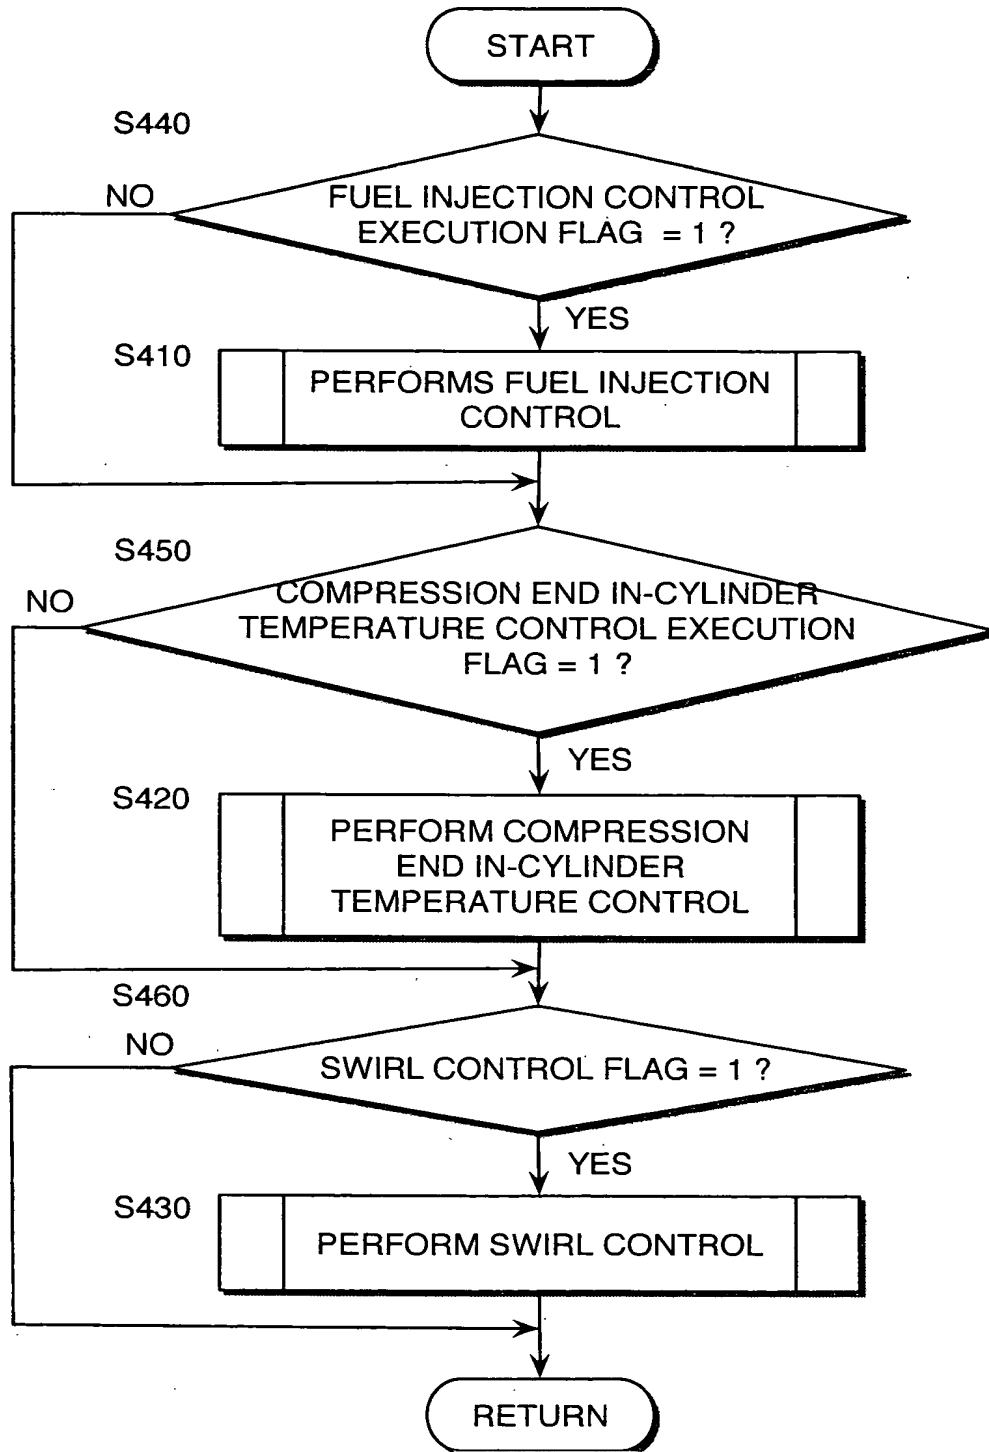 START
S440
NO
FUEL INJECTION CONTROL
EXECUTION FLAG = 1 ?
YES
S410
PERFORMS FUEL INJECTION
CONTROL
S450
NO
COMPRESSION END IN-CYLINDER
TEMPERATURE CONTROL EXECUTION
FLAG = 1 ?
YES
S420
PERFORM COMPRESSION
END IN-CYLINDER
TEMPERATURE CONTROL
S460
NO
SWIRL CONTROL FLAG = 1 ?
YES
S430
PERFORM SWIRL CONTROL
RETURN